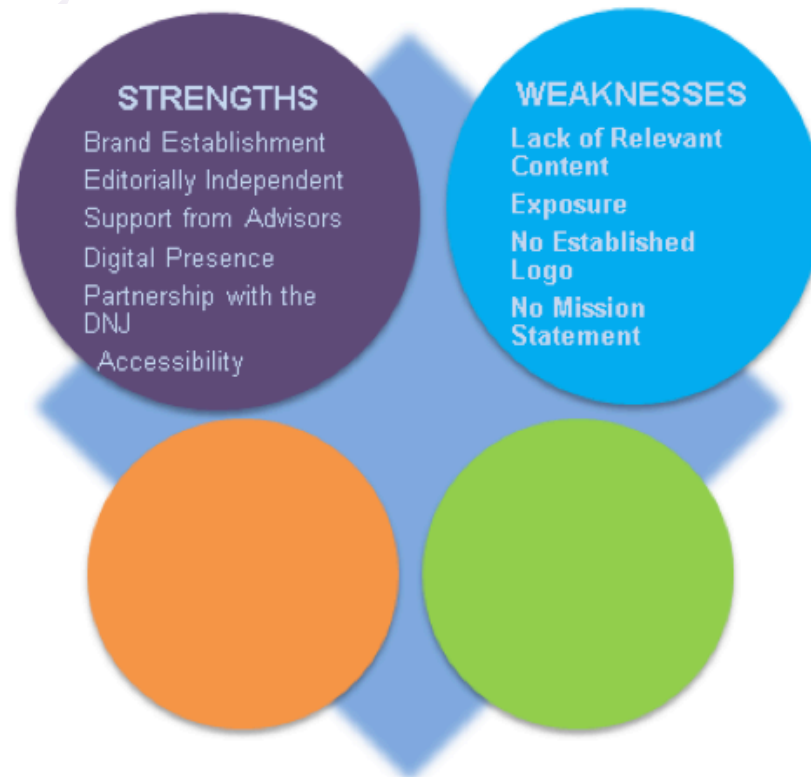 STRENGTHS
Brand Establishment
Editorially Independent
Support from Advisors
Digital Presence
Partnership with the
DNJ
Accessibility
WEAKNESSES
Lack of Relevant
Content
Exposure
No Established
Logo
No Mission
Statement